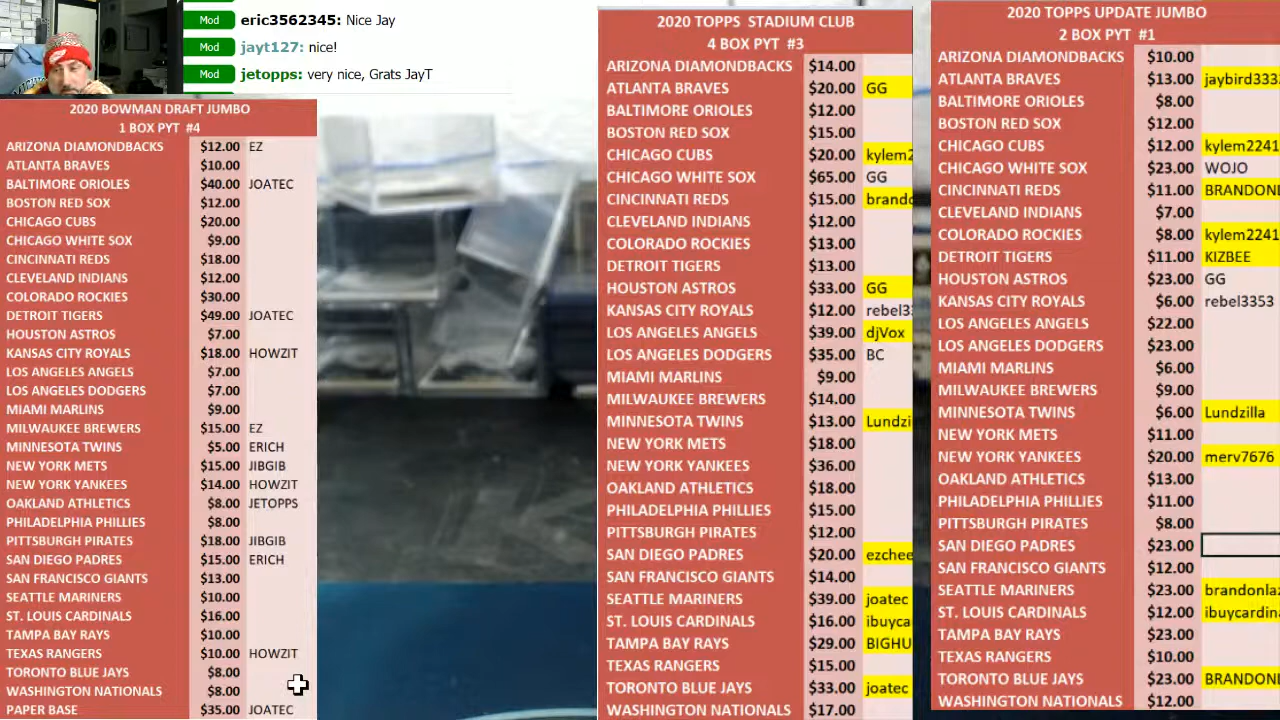 Mod eric3562345: Nice Jay
Mod jayt127: nice!
Mod jetopps: very nice, Grats JayT
2020 BOWMAN DRAFT JUMBO
1 BOX PYT #4
ARIZONA DIAMONDBACKS $12.00 EZ
ATLANTA BRAVES $10.00
BALTIMORE ORIOLES $40.00 JOATEC
BOSTON RED SOX $12.00
CHICAGO CUBS $20.00
CHICAGO WHITE SOX $9.00
CINCINNATI REDS $18.00
CLEVELAND INDIANS $12.00
COLORADO ROCKIES $30.00
DETROIT TIGERS $49.00 JOATEC
HOUSTON ASTROS $7.00
KANSAS CITY ROYALS $18.00 HOWZIT
LOS ANGELES ANGELS $7.00
LOS ANGELES DODGERS $7.00
MIAMI MARLINS $9.00
MILWAUKEE BREWERS $15.00 EZ
MINNESOTA TWINS $5.00 ERICH
NEW YORK METS $15.00 JIBGIB
NEW YORK YANKEES $14.00 HOWZIT
OAKLAND ATHLETICS $8.00 JETOPPS
PHILADELPHIA PHILLIES $8.00
PITTSBURGH PIRATES $18.00 JIBGIB
SAN DIEGO PADRES $15.00 ERICH
SAN FRANCISCO GIANTS $13.00
SEATTLE MARINERS $10.00
ST. LOUIS CARDINALS $16.00
TAMPA BAY RAYS $10.00
TEXAS RANGERS $10.00 HOWZIT
TORONTO BLUE JAYS $8.00
WASHINGTON NATIONALS $8.00
PAPER BASE $35.00 JOATEC
2020 TOPPS STADIUM CLUB
4 BOX PYT #3
ARIZONA DIAMONDBACKS $14.00
ATLANTA BRAVES $20.00 GG
BALTIMORE ORIOLES $12.00
BOSTON RED SOX $15.00
CHICAGO CUBS $20.00 kylem2
CHICAGO WHITE SOX $65.00 GG
CINCINNATI REDS $15.00 brando
CLEVELAND INDIANS $12.00
COLORADO ROCKIES $13.00
DETROIT TIGERS $13.00
HOUSTON ASTROS $33.00 GG
KANSAS CITY ROYALS $12.00 rebel33
LOS ANGELES ANGELS $39.00 djVox
LOS ANGELES DODGERS $35.00 BC
MIAMI MARLINS $9.00
MILWAUKEE BREWERS $14.00
MINNESOTA TWINS $13.00 Lundzi
NEW YORK METS $18.00
NEW YORK YANKEES $36.00
OAKLAND ATHLETICS $18.00
PHILADELPHIA PHILLIES $15.00
PITTSBURGH PIRATES $12.00
SAN DIEGO PADRES $20.00 ezchee
SAN FRANCISCO GIANTS $14.00
SEATTLE MARINERS $39.00 joatec
ST. LOUIS CARDINALS $16.00 ibuycar
TAMPA BAY RAYS $29.00 BIGHU
TEXAS RANGERS $15.00
TORONTO BLUE JAYS $33.00 joatec
WASHINGTON NATIONALS $17.00
2020 TOPPS UPDATE JUMBO
2 BOX PYT #1
ARIZONA DIAMONDBACKS $10.00
ATLANTA BRAVES $13.00 jaybird333
BALTIMORE ORIOLES $8.00
BOSTON RED SOX $12.00
CHICAGO CUBS $12.00 kylem2241
CHICAGO WHITE SOX $23.00 WOJO
CINCINNATI REDS $11.00 BRANDONL
CLEVELAND INDIANS $7.00
COLORADO ROCKIES $8.00 kylem2241
DETROIT TIGERS $11.00 KIZBEE
HOUSTON ASTROS $23.00 GG
KANSAS CITY ROYALS $6.00 rebel3353
LOS ANGELES ANGELS $22.00
LOS ANGELES DODGERS $23.00
MIAMI MARLINS $6.00
MILWAUKEE BREWERS $9.00
MINNESOTA TWINS $6.00 Lundzilla
NEW YORK METS $11.00
NEW YORK YANKEES $20.00 merv7676
OAKLAND ATHLETICS $13.00
PHILADELPHIA PHILLIES $11.00
PITTSBURGH PIRATES $8.00
SAN DIEGO PADRES $23.00
SAN FRANCISCO GIANTS $12.00
SEATTLE MARINERS $23.00 brandonlaz
ST. LOUIS CARDINALS $12.00 ibuycardina
TAMPA BAY RAYS $23.00
TEXAS RANGERS $10.00
TORONTO BLUE JAYS $23.00 BRANDONL
WASHINGTON NATIONALS $12.00